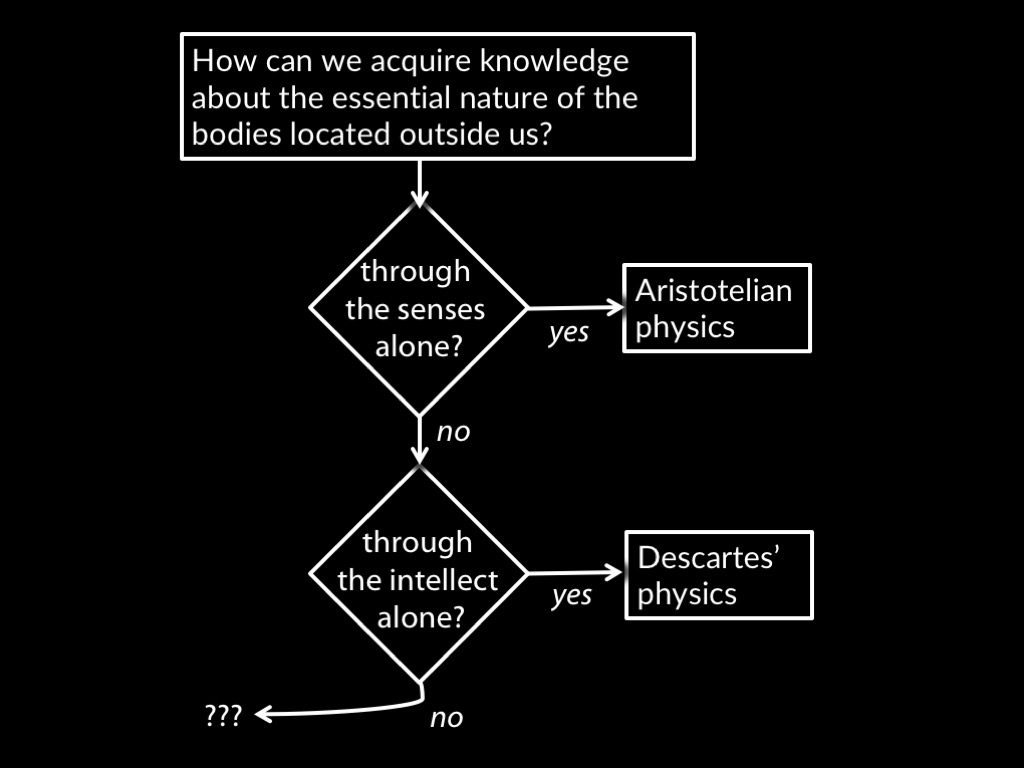 How can we acquire knowledge
about the essential nature of the
bodies located outside us?
through
the senses
alone?
yes
Aristotelian
physics
no
through
the intellect
alone?
yes
Descartes’
physics
???
no